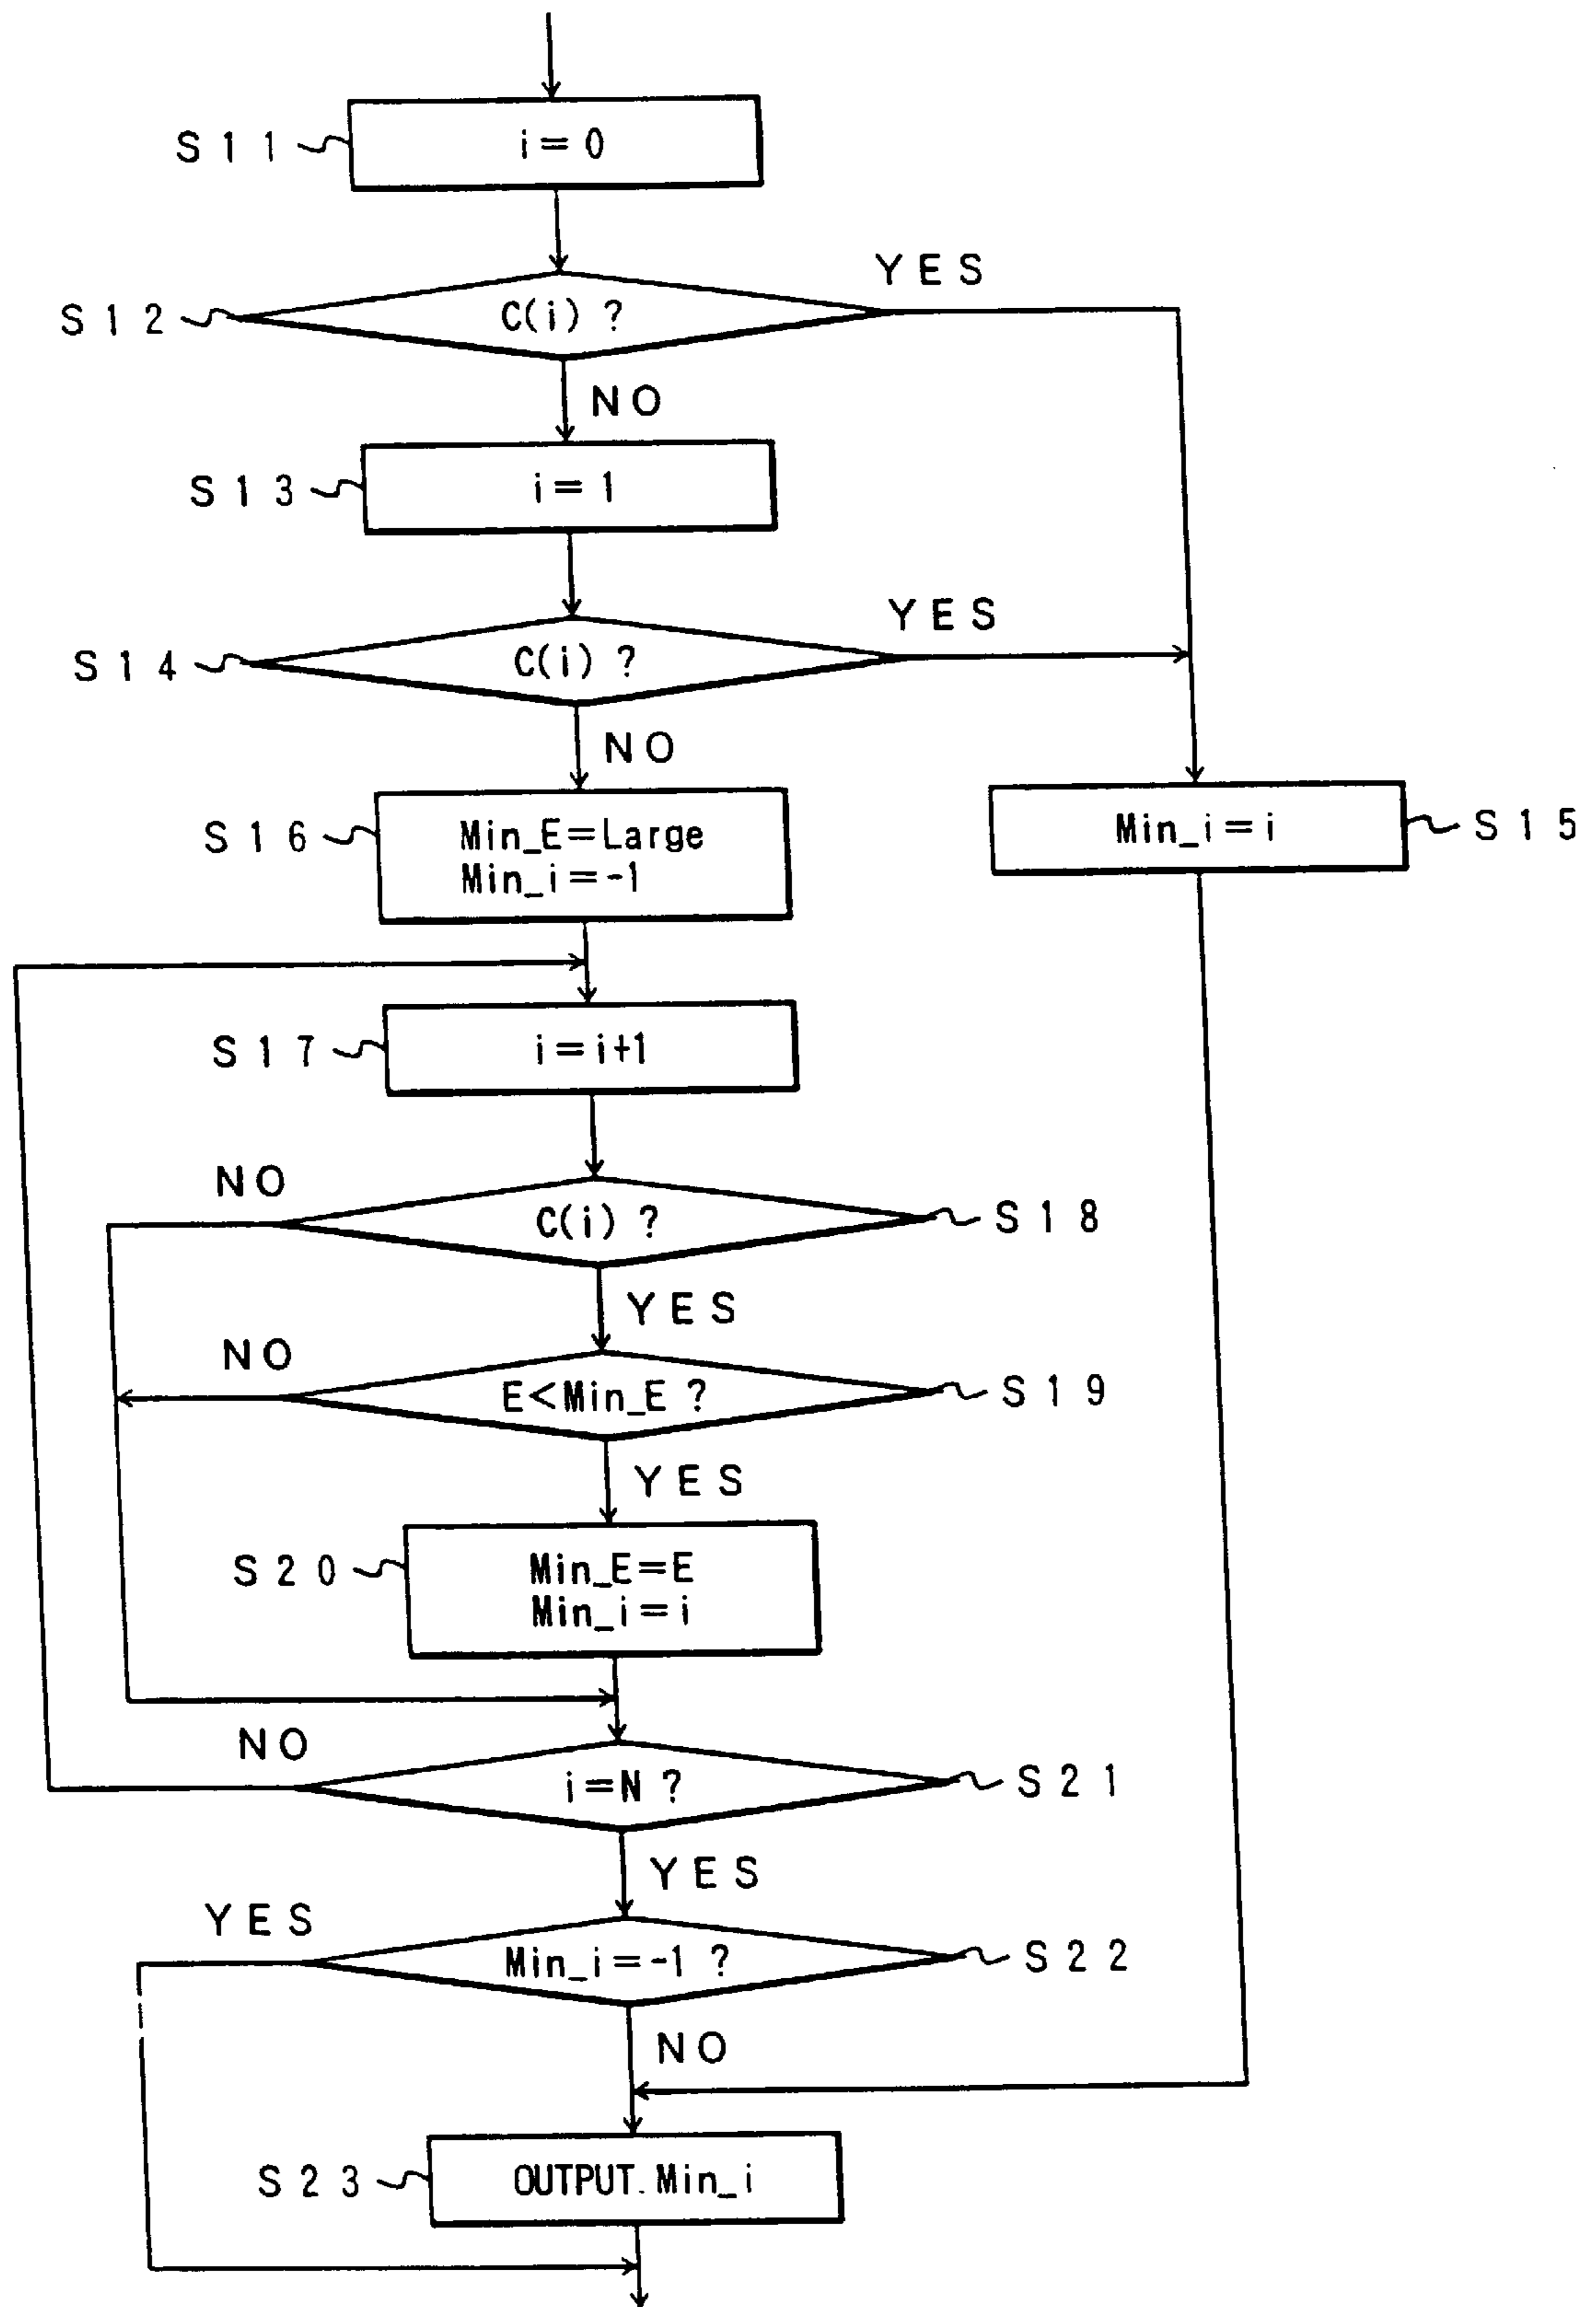 S11
i=0
YES
S12
C(i) ?
NO
S13
i=1
YES
S14
C(i) ?
NO
S16
Min_E=Large
Min_i=-1
Min_i=i
S15
S17
i=i+1
NO
C(i) ?
S18
YES
NO
E<Min_E ?
S19
YES
S20
Min_E=E
Min_i=i
NO
i=N ?
S21
YES
YES
Min_i=-1 ?
S22
NO
S23
OUTPUT.Min_i